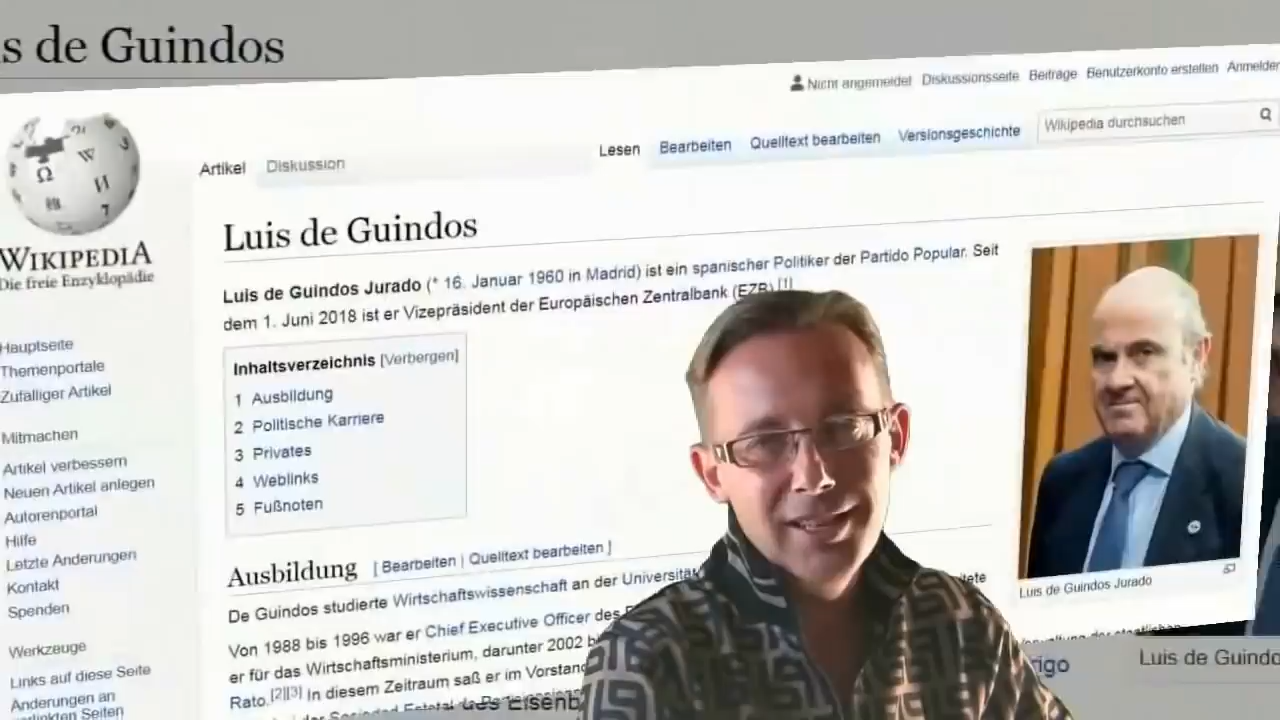 s de Guindos
Nicht angemeldet Diskussionsseite Beiträge Benutzerkonto erstellen Anmelden
Artikel Diskussion
Lesen Bearbeiten Quelltext bearbeiten Versionsgeschichte
Wikipedia durchsuchen
WIKIPEDIA
Die freie Enzyklopädie
Luis de Guindos
Luis de Guindos Jurado (* 16. Januar 1960 in Madrid) ist ein spanischer Politiker der Partido Popular. Seit
dem 1. Juni 2018 ist er Vizepräsident der Europäischen Zentralbank (EZB).[1]
Inhaltsverzeichnis [Verbergen]
1 Ausbildung
2 Politische Karriere
3 Privates
4 Weblinks
5 Fußnoten
Luis de Guindos Jurado
Hauptseite
Themenportale
Zufälliger Artikel
Mitmachen
Artikel verbessern
Neuen Artikel anlegen
Autorenportal
Hilfe
Letzte Änderungen
Kontakt
Spenden
Werkzeuge
Links auf diese Seite
Änderungen an
verlinkten Seiten
Ausbildung [ Bearbeiten | Quelltext bearbeiten ]
De Guindos studierte Wirtschaftswissenschaft an der Universität
Von 1988 bis 1996 war er Chief Executive Officer des
er für das Wirtschaftsministerium, darunter 2002
Rato.[2][3] In diesem Zeitraum saß er im Vorstand
rigo
Luis de Guindo